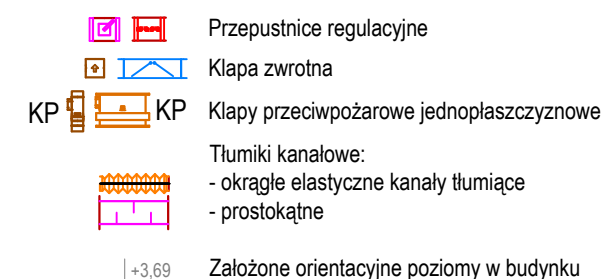 Przepustnice regulacyjne
Klapa zwrotna
KP KP Klapy przeciwpożarowe jednopłaszczyznowe
Tłumiki kanałowe:
- okrągłe elastyczne kanały tłumiące
- prostokątne
+3,69 Założone orientacyjne poziomy w budynku